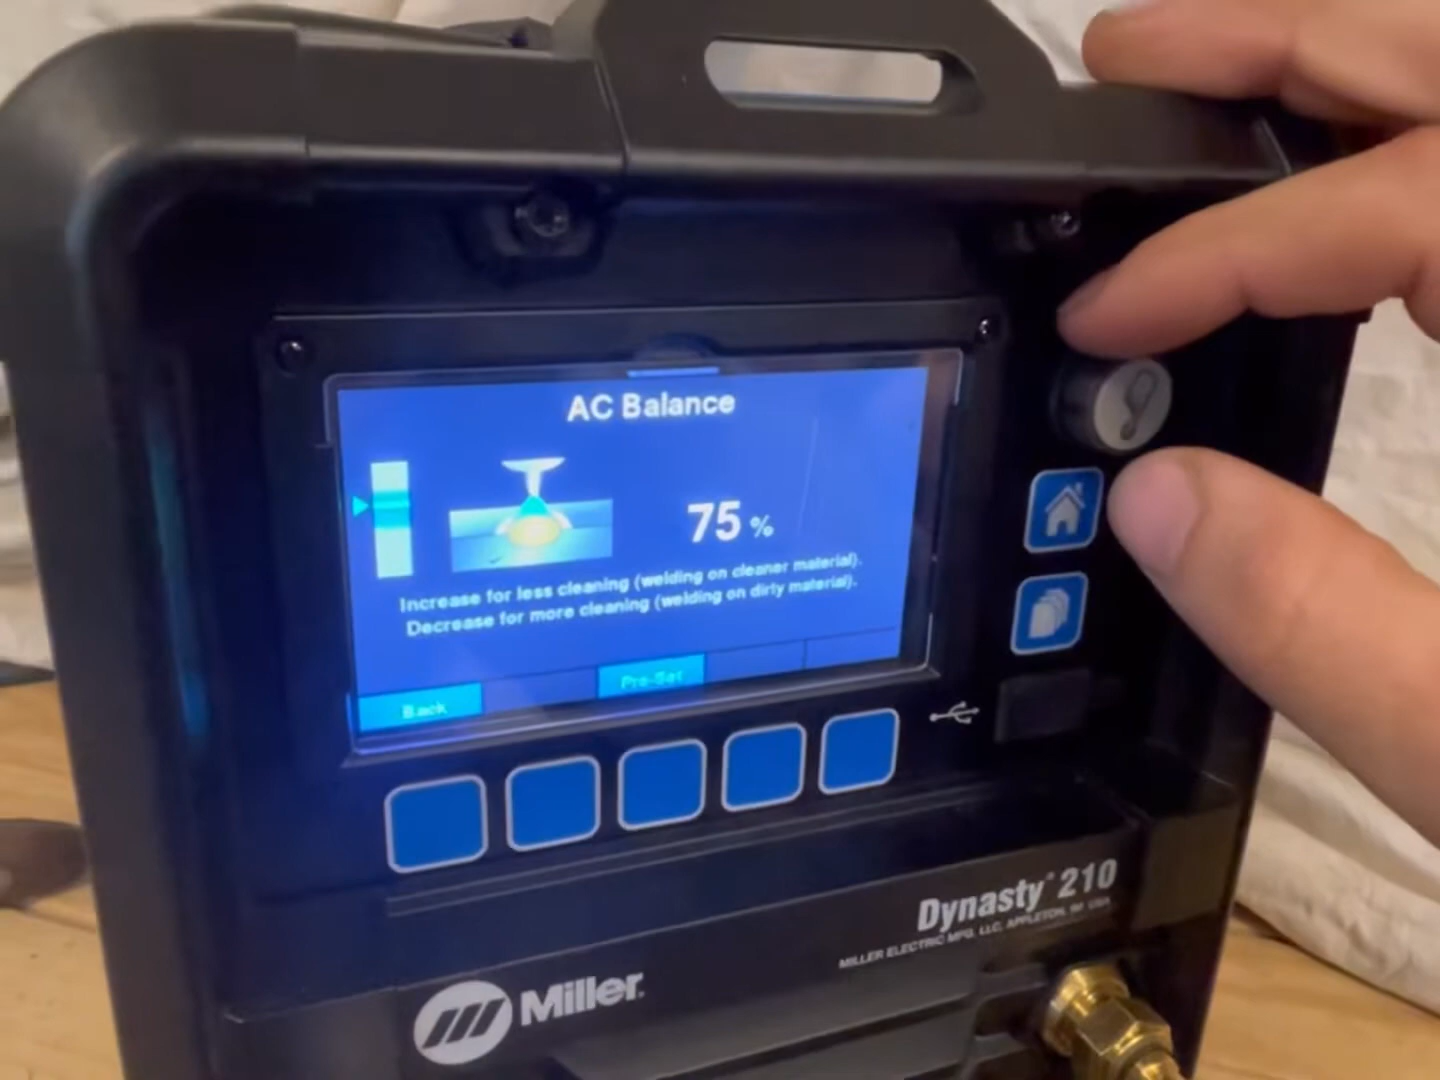 AC Balance
75 %
Increase for less cleaning (welding on cleaner material).
Decrease for more cleaning (welding on dirty material).
Back
Pre-Set
Dynasty® 210
MILLER ELECTRIC MFG. LLC, APPLETON, WI USA
Miller®